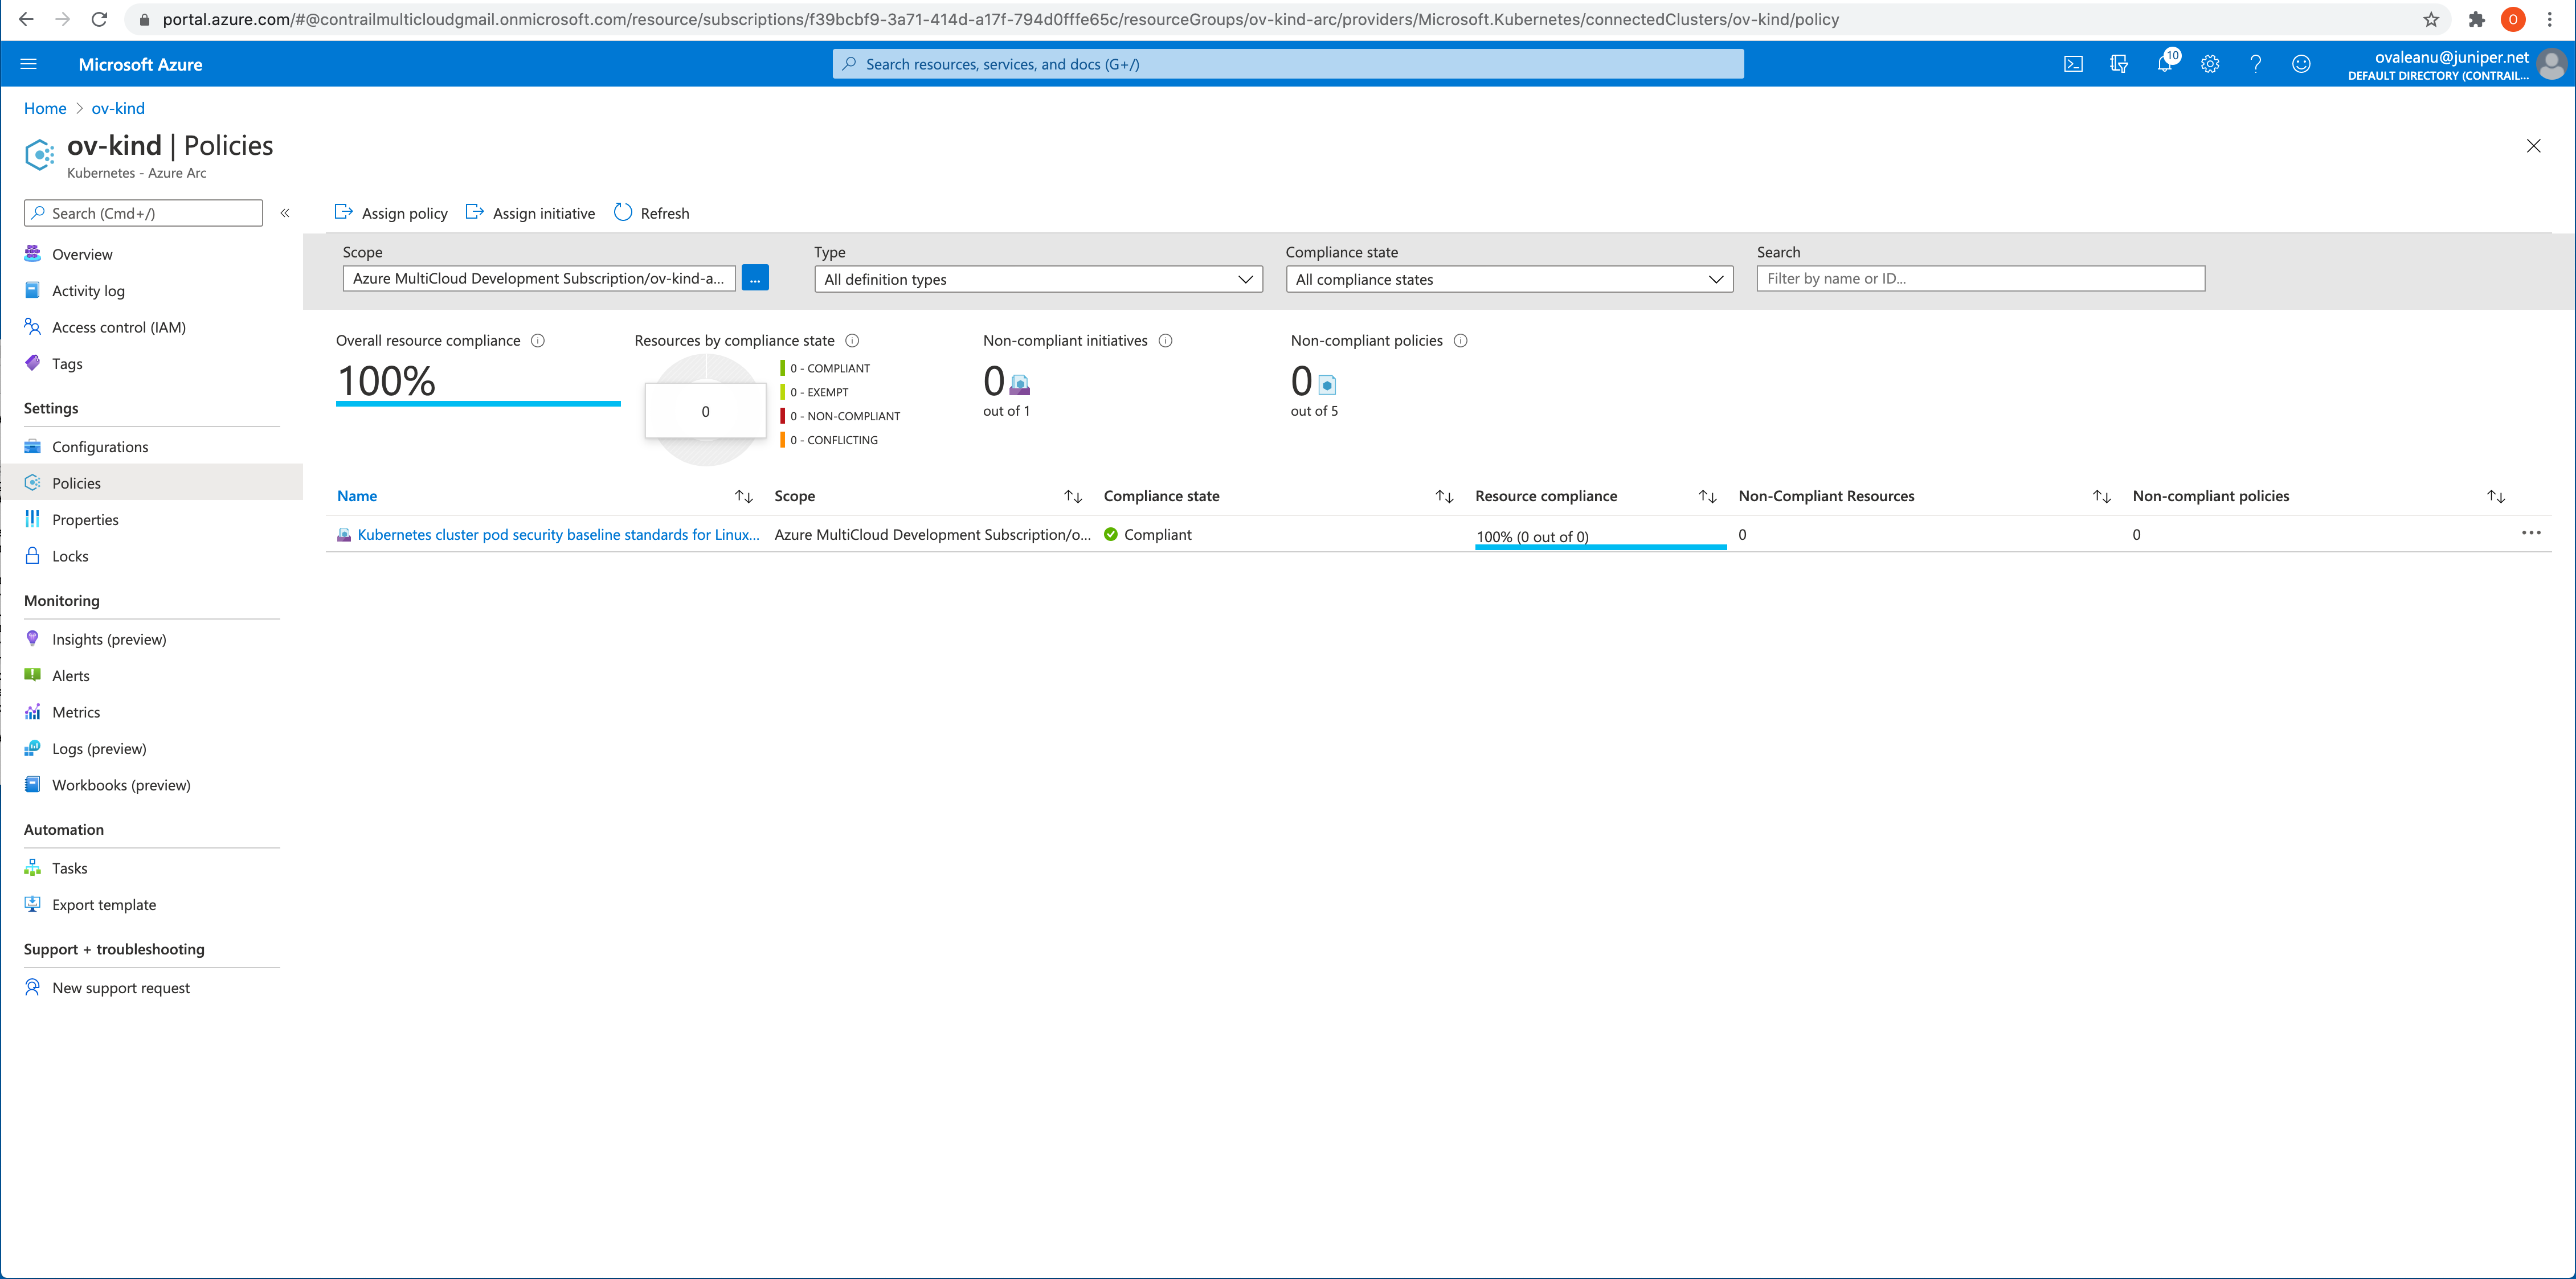 portal.azure.com/#@contrailmulticloudgmail.onmicrosoft.com/resource/subscriptions/f39bcbf9-3a71-414d-a17f-794d0fffe65c/resourceGroups/ov-kind-arc/providers/Microsoft.Kubernetes/connectedClusters/ov-kind/policy
O
Microsoft Azure
Search resources, services, and docs (G+/)
10
ovaleanu@juniper.net
DEFAULT DIRECTORY (CONTRAIL...
Home > ov-kind
ov-kind | Policies
Kubernetes - Azure Arc
Search (Cmd+/)
«
Overview
Activity log
Access control (IAM)
Tags
Settings
Configurations
Policies
Properties
Locks
Monitoring
Insights (preview)
Alerts
Metrics
Logs (preview)
Workbooks (preview)
Automation
Tasks
Export template
Support + troubleshooting
New support request
Assign policy Assign initiative Refresh
Scope Type Compliance state Search
Azure MultiCloud Development Subscription/ov-kind-a... ... All definition types All compliance states Filter by name or ID...
Overall resource compliance
100%
Resources by compliance state
0
0 - COMPLIANT
0 - EXEMPT
0 - NON-COMPLIANT
0 - CONFLICTING
Non-compliant initiatives
0
out of 1
Non-compliant policies
0
out of 5
Name Scope Compliance state Resource compliance Non-Compliant Resources Non-compliant policies
Kubernetes cluster pod security baseline standards for Linux... Azure MultiCloud Development Subscription/o... Compliant 100% (0 out of 0) 0 0 ...